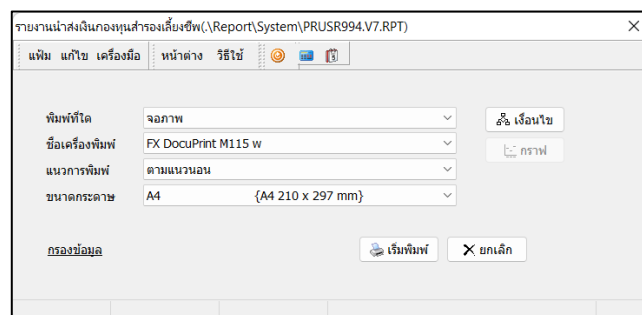 รายงานนำส่งเงินกองทุนสำรองเลี้ยงชีพ(.\Report\System\PRUSR994.V7.RPT)
แฟ้ม แก้ไข เครื่องมือ หน้าต่าง วิธีใช้
พิมพ์ที่ใด จอภาพ เงื่อนไข
ชื่อเครื่องพิมพ์ FX DocuPrint M115 w กราฟ
แนวการพิมพ์ ตามแนวนอน
ขนาดกระดาษ A4 {A4 210 x 297 mm}
กรองข้อมูล เริ่มพิมพ์ ยกเลิก